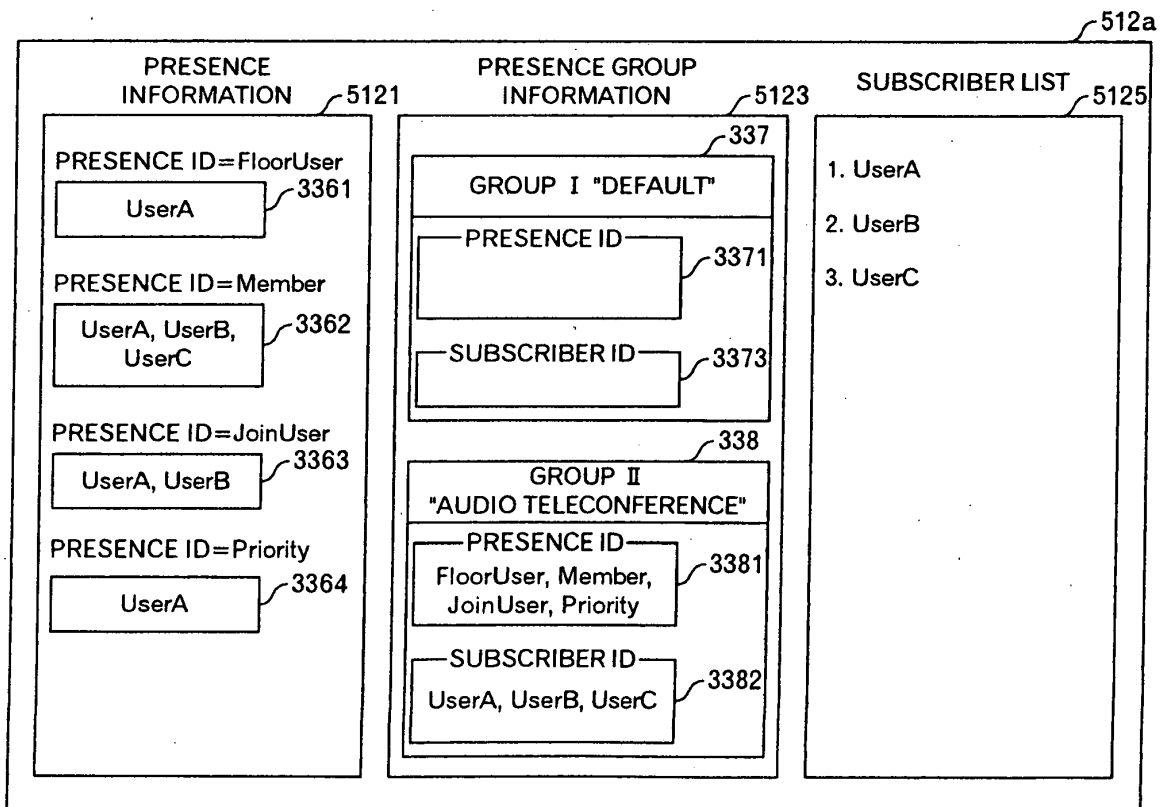 512a
PRESENCE
INFORMATION
5121
PRESENCE ID=FloorUser
3361
UserA
PRESENCE ID=Member
3362
UserA, UserB,
UserC
PRESENCE ID=JoinUser
3363
UserA, UserB
PRESENCE ID=Priority
3364
UserA
PRESENCE GROUP
INFORMATION
5123
337
GROUP I "DEFAULT"
PRESENCE ID
3371
SUBSCRIBER ID
3373
338
GROUP II
"AUDIO TELECONFERENCE"
PRESENCE ID
3381
FloorUser, Member,
JoinUser, Priority
SUBSCRIBER ID
3382
UserA, UserB, UserC
SUBSCRIBER LIST
5125
1. UserA
2. UserB
3. UserC